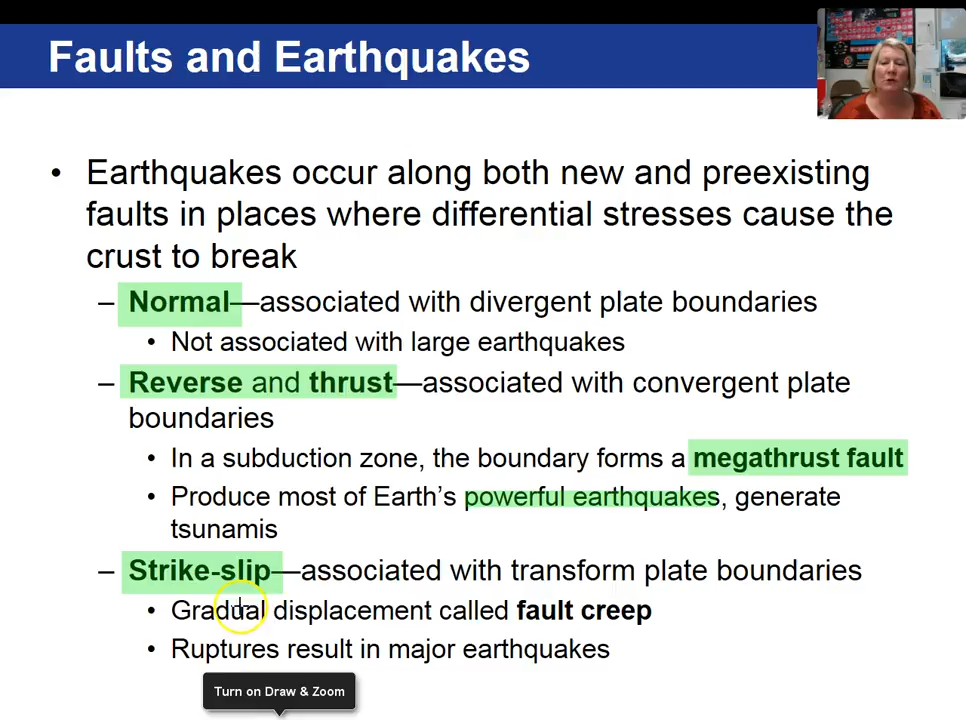 Faults and Earthquakes
• Earthquakes occur along both new and preexisting
faults in places where differential stresses cause the
crust to break
– Normal—associated with divergent plate boundaries
• Not associated with large earthquakes
– Reverse and thrust—associated with convergent plate
boundaries
• In a subduction zone, the boundary forms a megathrust fault
• Produce most of Earth's powerful earthquakes, generate
tsunamis
– Strike-slip—associated with transform plate boundaries
• Gradual displacement called fault creep
• Ruptures result in major earthquakes
Turn on Draw & Zoom